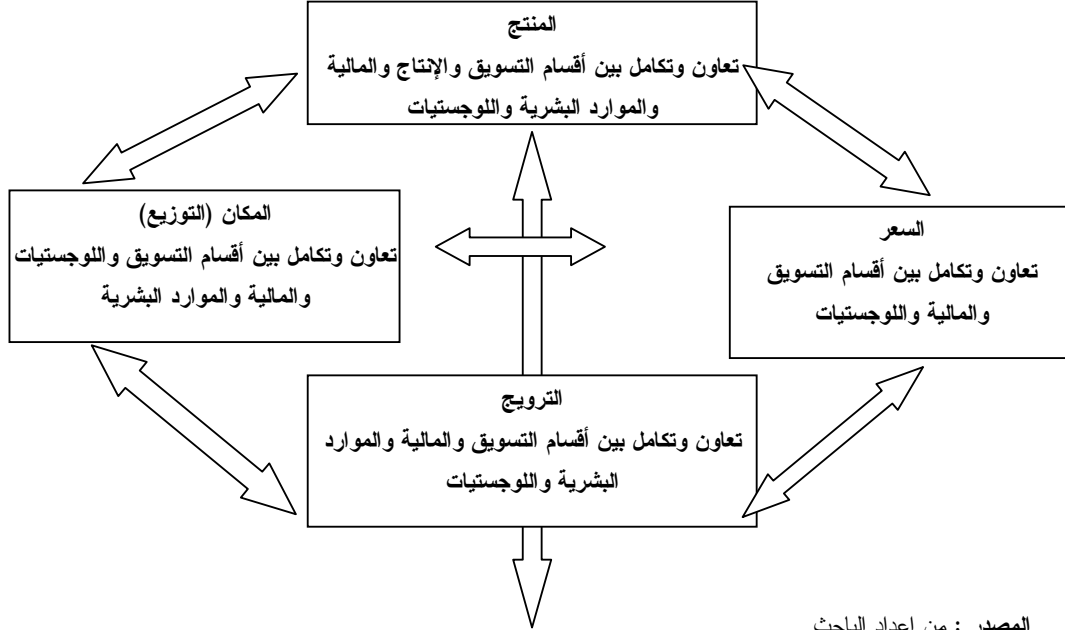 المنتج
تعاون وتكامل بين أقسام التسويق والإنتاج والمالية
والموارد البشرية واللوجستيات
السعر
تعاون وتكامل بين أقسام التسويق
والمالية واللوجستيات
المكان (التوزيع)
تعاون وتكامل بين أقسام التسويق واللوجستيات
والمالية والموارد البشرية
الترويج
تعاون وتكامل بين أقسام التسويق والمالية والموارد
البشرية واللوجستيات
المصدر : من اعداد الباحث